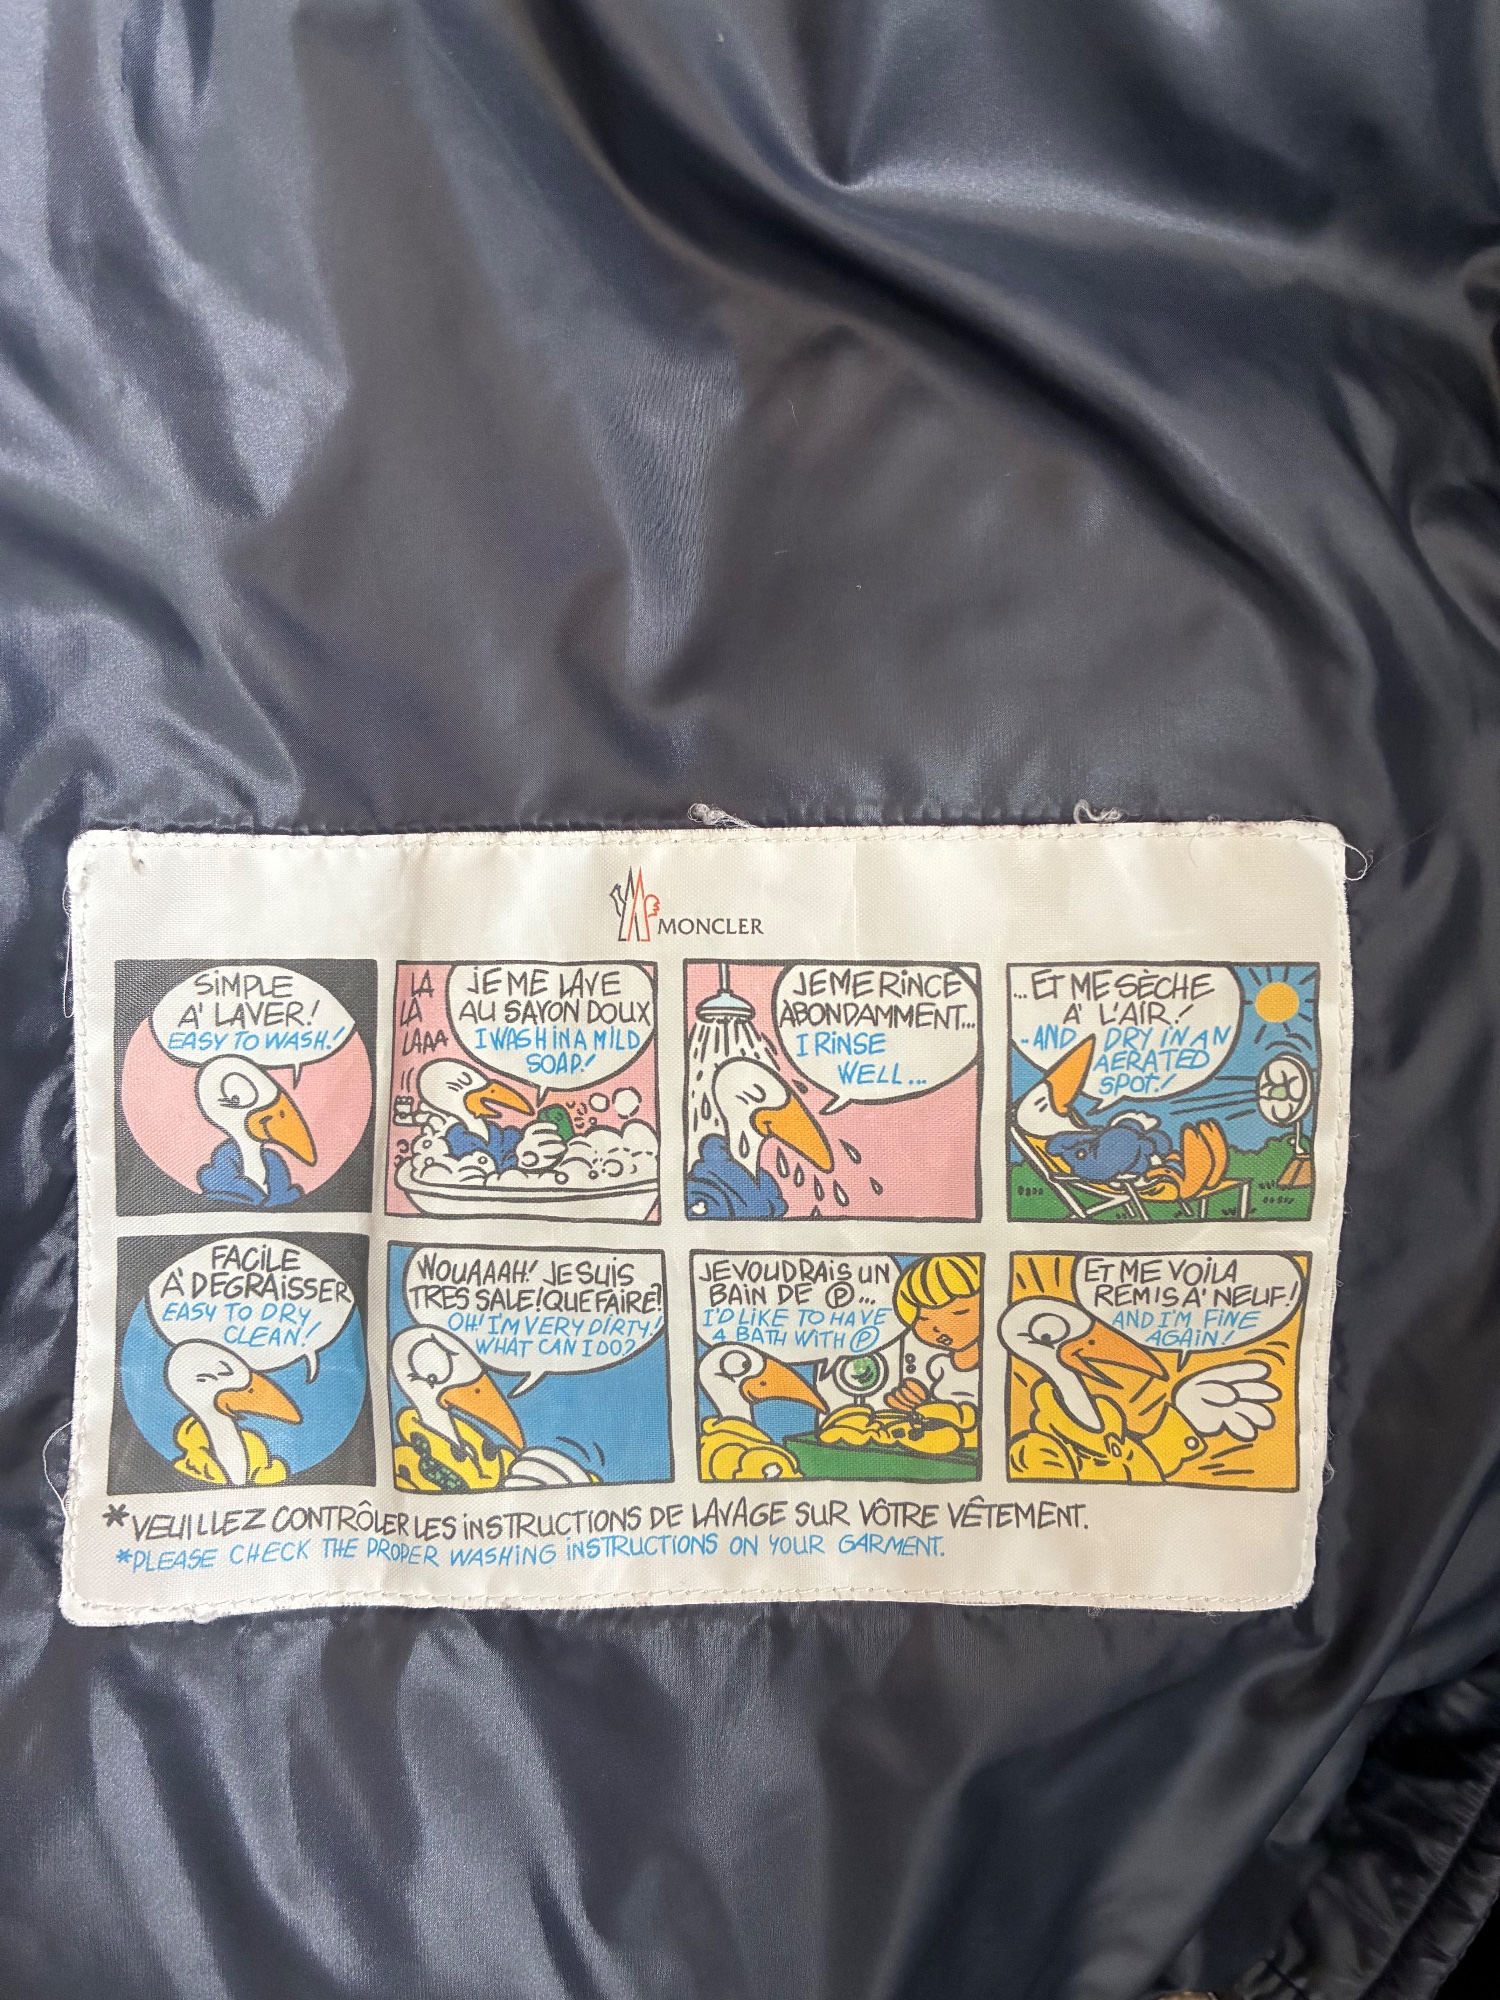 MONCLER
SiMPLE
A' LAVER!
EASY TO WASH!
LA
LA
LAAA
JE ME LAVE
AU SAVON DOUX
I WASH IN A MILD
SOAP!
JE ME RiNCE
ABONDAMMENT...
I RiNSE
WELL...
...ET ME SÈCHE
A' L'AIR!
..AND DRY IN AN
AERATED
SPOT!
FACiLE
A' DEGRAiSSER
EASY TO DRY
CLEAN!
WOUAAAH! JE SUiS
TRES SALE! QUE FAIRE?
OH! I'M VERY DIRTY!
WHAT CAN I DO?
JE VOUDRAiS UN
BAiN DE Ⓟ...
I'D LiKE TO HAVE
A BATH WiTH Ⓟ
ET ME VOiLA
REMiS A' NEUF!
AND I'M FINE
AGAiN!
*VEUiLLEZ CONTRÔLER LES iNSTRUCTiONS DE LAVAGE SUR VÔTRE VÊTEMENT.
*PLEASE CHECK THE PROPER WASHiNG iNSTRUCTiONS ON YOUR GARMENT.